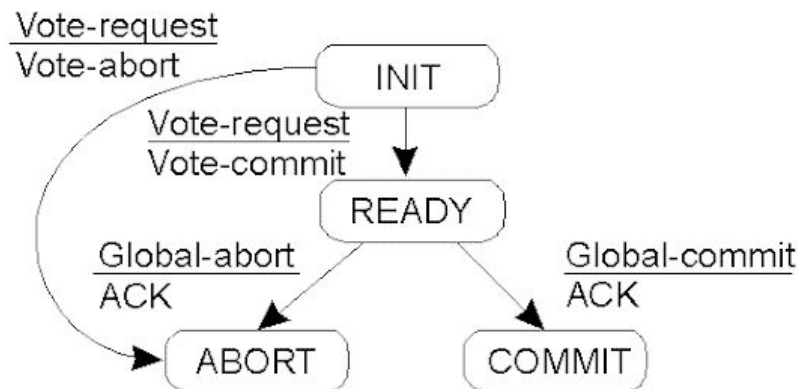 Vote-request
Vote-abort
INIT
Vote-request
Vote-commit
READY
Global-abort
ACK
Global-commit
ACK
ABORT
COMMIT